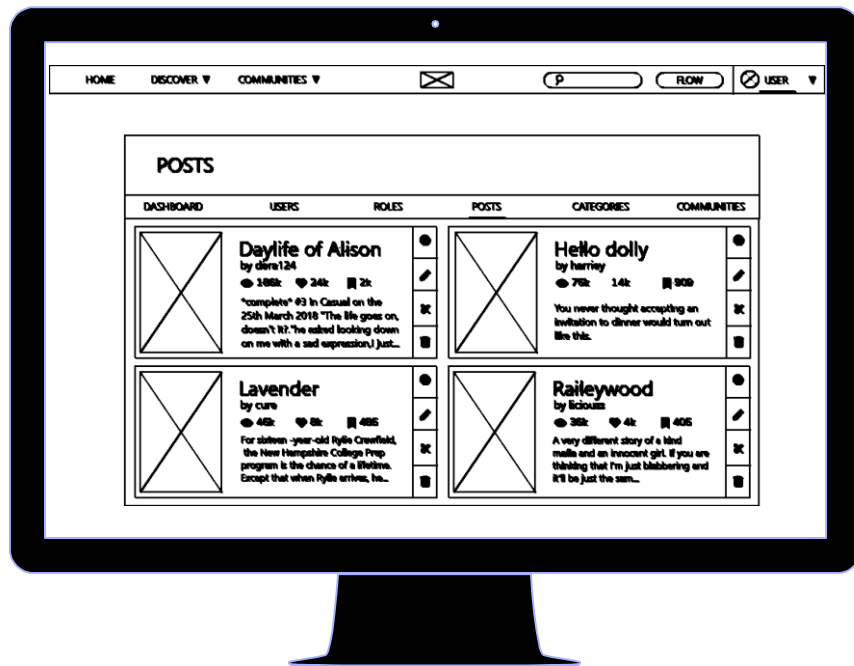 HOME DISCOVER ▼ COMMUNITIES ▼ FLOW USER ▼
POSTS
DASHBOARD USERS ROLES POSTS CATEGORIES COMMUNITIES
Daylife of Alison
by dera124
186k 24k 2k
*complete* #3 in Casual on the
25th March 2018 "The life goes on,
doesn't it?."he asked looking down
on me with a sad expression,I just...
Hello dolly
by harriey
76k 14k 909
You never thought accepting an
invitation to dinner would turn out
like this.
Lavender
by cure
46k 8k 485
For sixteen -year-old Rylie Crawfield,
the New Hampshire College Prep
program is the chance of a lifetime.
Except that when Rylie arrives, he...
Raileywood
by liciouzz
36k 4k 405
A very different story of a kind
mafia and an innocent girl. If you are
thinking that I'm just blabbering and
it'll be just the sam...